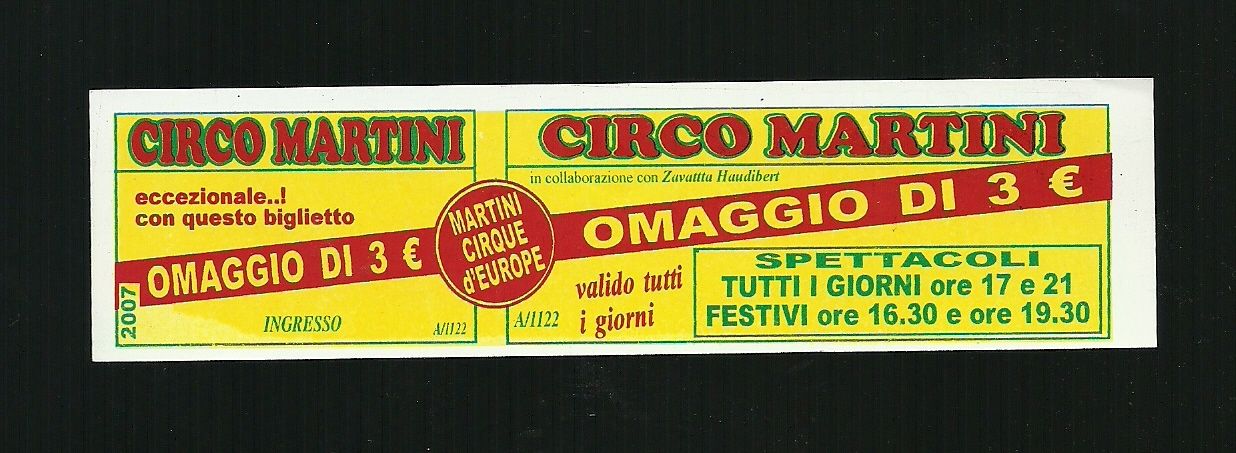 CIRCO MARTINI
eccezionale..!
con questo biglietto
OMAGGIO DI 3 €
2007
INGRESSO
A/1122
MARTINI
CIRQUE
d'EUROPE
CIRCO MARTINI
in collaborazione con Zavattta Haudibert
OMAGGIO DI 3 €
valido tutti
i giorni
A/1122
SPETTACOLI
TUTTI I GIORNI ore 17 e 21
FESTIVI ore 16.30 e ore 19.30